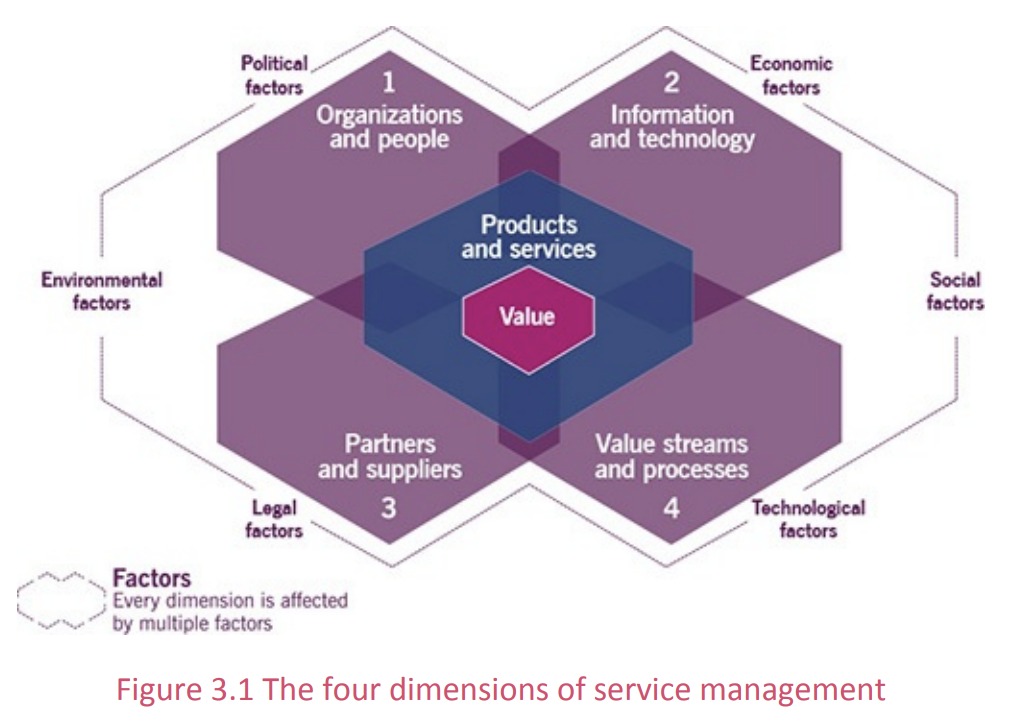 Political
factors
Economic
factors
1
Organizations
and people
2
Information
and technology
Products
and services
Environmental
factors
Value
Social
factors
Partners
and suppliers
3
Value streams
and processes
4
Legal
factors
Technological
factors
Factors
Every dimension is affected
by multiple factors
Figure 3.1 The four dimensions of service management